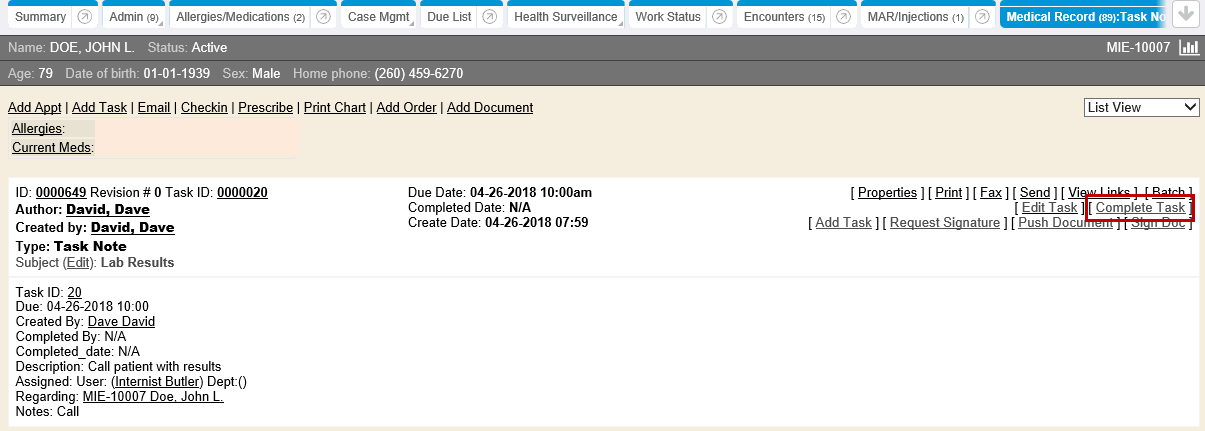 Summary Admin (9) Allergies/Medications (2) Case Mgmt Due List Health Surveillance Work Status Encounters (15) MAR/Injections (1) Medical Record (89):Task No
Name: DOE, JOHN L. Status: Active MIE-10007
Age: 79 Date of birth: 01-01-1939 Sex: Male Home phone: (260) 459-6270
Add Appt | Add Task | Email | Checkin | Prescribe | Print Chart | Add Order | Add Document List View
Allergies:
Current Meds:
ID: 0000649 Revision # 0 Task ID: 0000020 Due Date: 04-26-2018 10:00am [ Properties ] [ Print ] [ Fax ] [ Send ] [ View Links ] [ Batch ]
Author: David, Dave Completed Date: N/A [ Edit Task ] [ Complete Task ]
Created by: David, Dave Create Date: 04-26-2018 07:59 [ Add Task ] [ Request Signature ] [ Push Document ] [ Sign Doc ]
Type: Task Note
Subject (Edit): Lab Results
Task ID: 20
Due: 04-26-2018 10:00
Created By: Dave David
Completed By: N/A
Completed_date: N/A
Description: Call patient with results
Assigned: User: (Internist Butler) Dept:()
Regarding: MIE-10007 Doe, John L.
Notes: Call